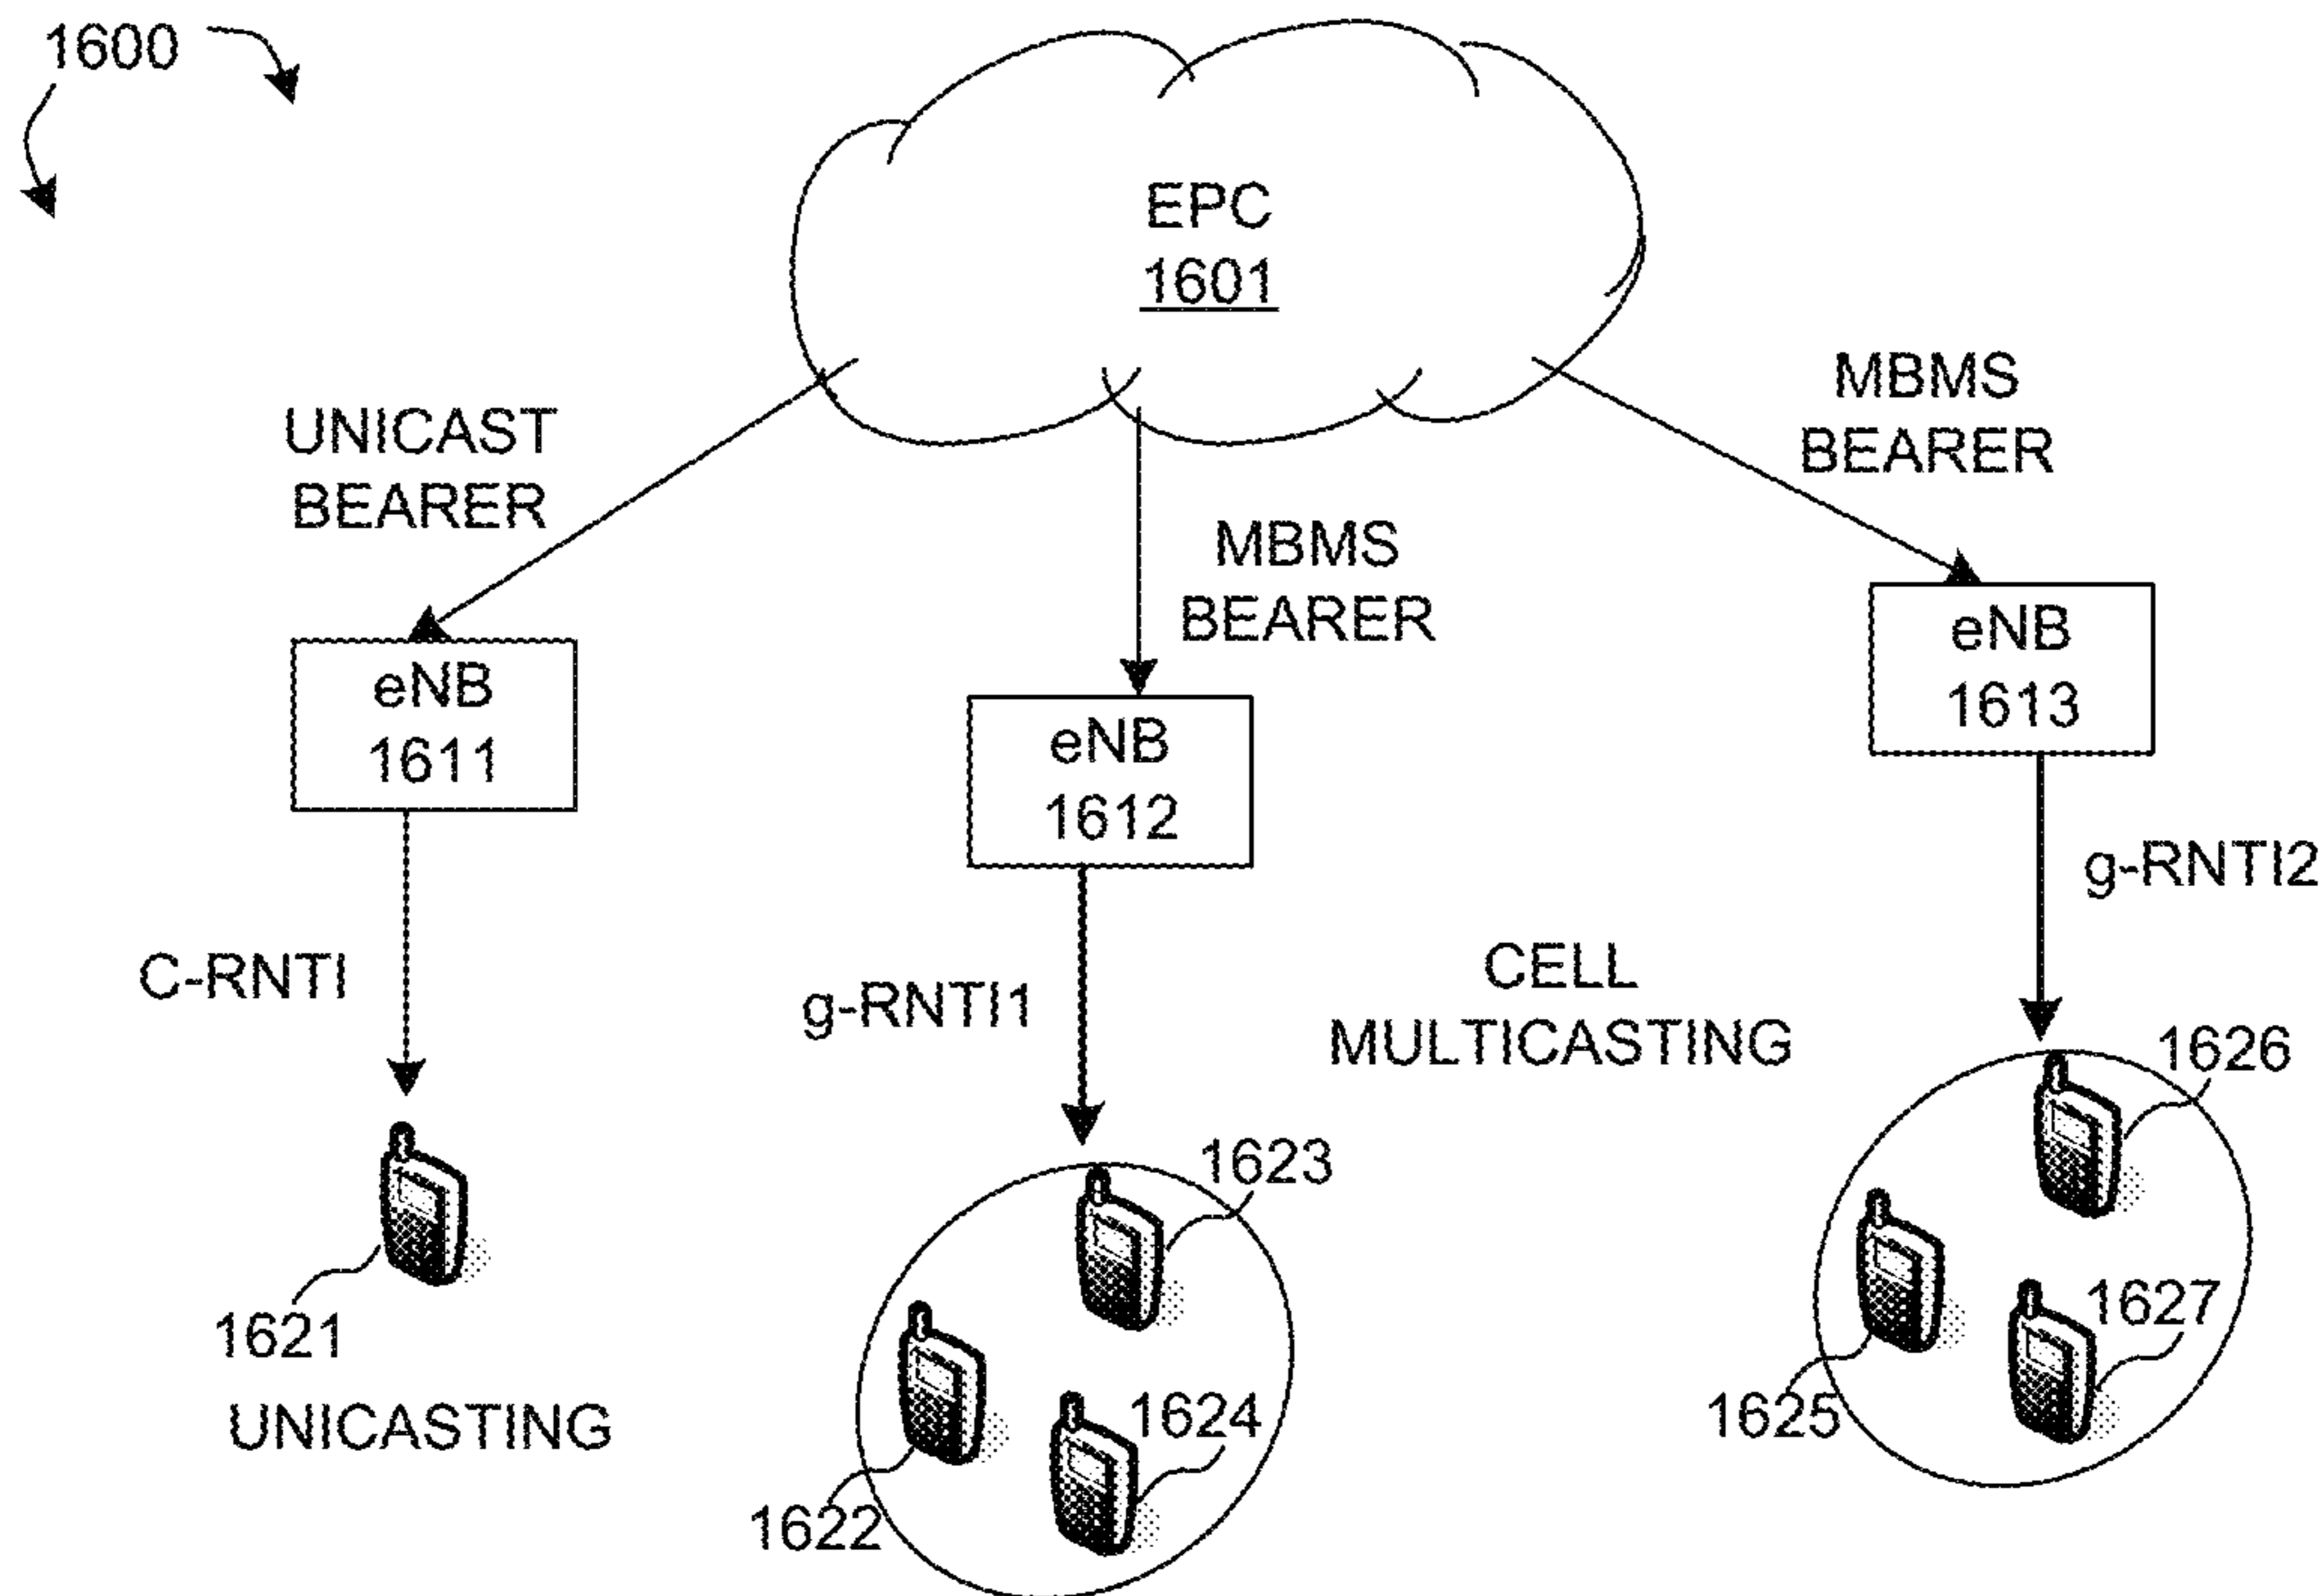 1600
EPC
1601
UNICAST
BEARER
MBMS
BEARER
MBMS
BEARER
eNB
1611
eNB
1612
eNB
1613
C-RNTI
g-RNTI1
g-RNTI2
CELL
MULTICASTING
1621
UNICASTING
1623
1622
1624
1626
1625
1627